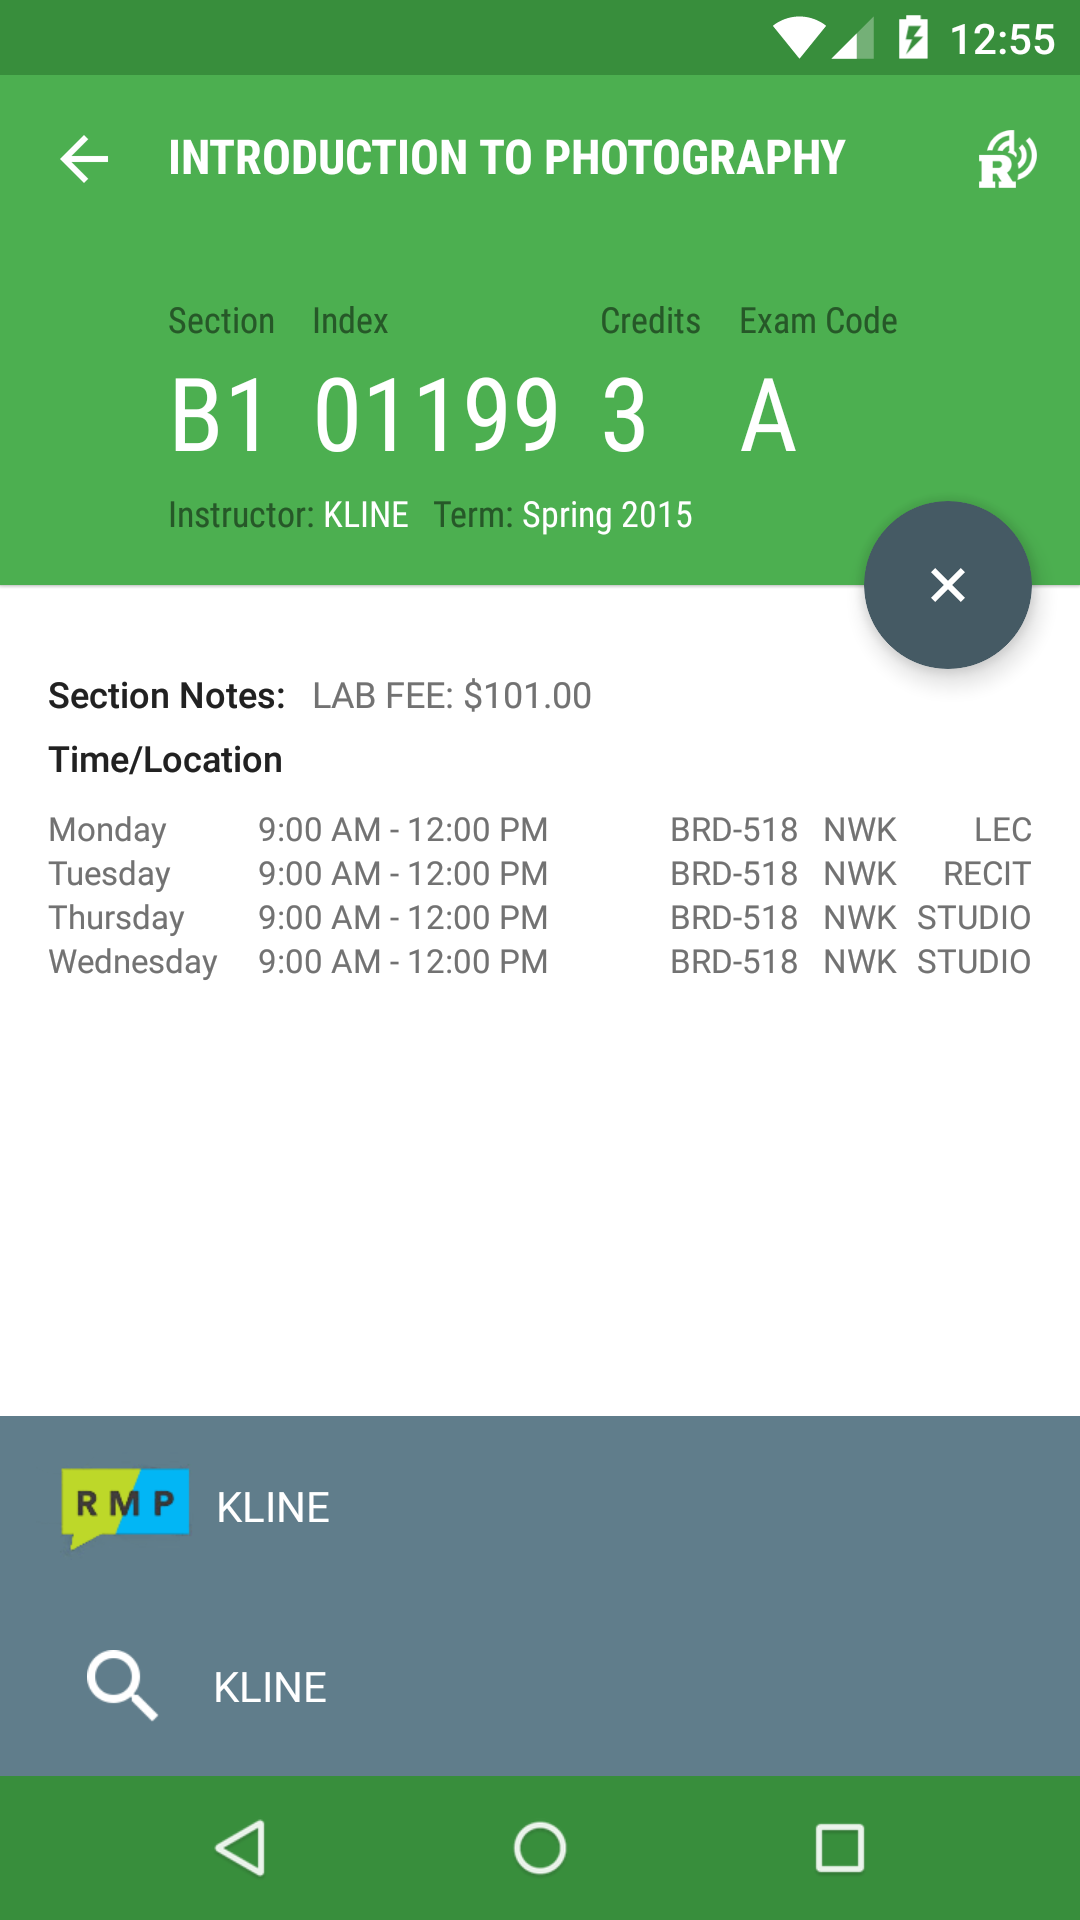 12:55
INTRODUCTION TO PHOTOGRAPHY
R
Section Index Credits Exam Code
B1 01199 3 A
Instructor: KLINE Term: Spring 2015
Section Notes: LAB FEE: $101.00
Time/Location
Monday 9:00 AM - 12:00 PM BRD-518 NWK LEC
Tuesday 9:00 AM - 12:00 PM BRD-518 NWK RECIT
Thursday 9:00 AM - 12:00 PM BRD-518 NWK STUDIO
Wednesday 9:00 AM - 12:00 PM BRD-518 NWK STUDIO
RMP KLINE
KLINE